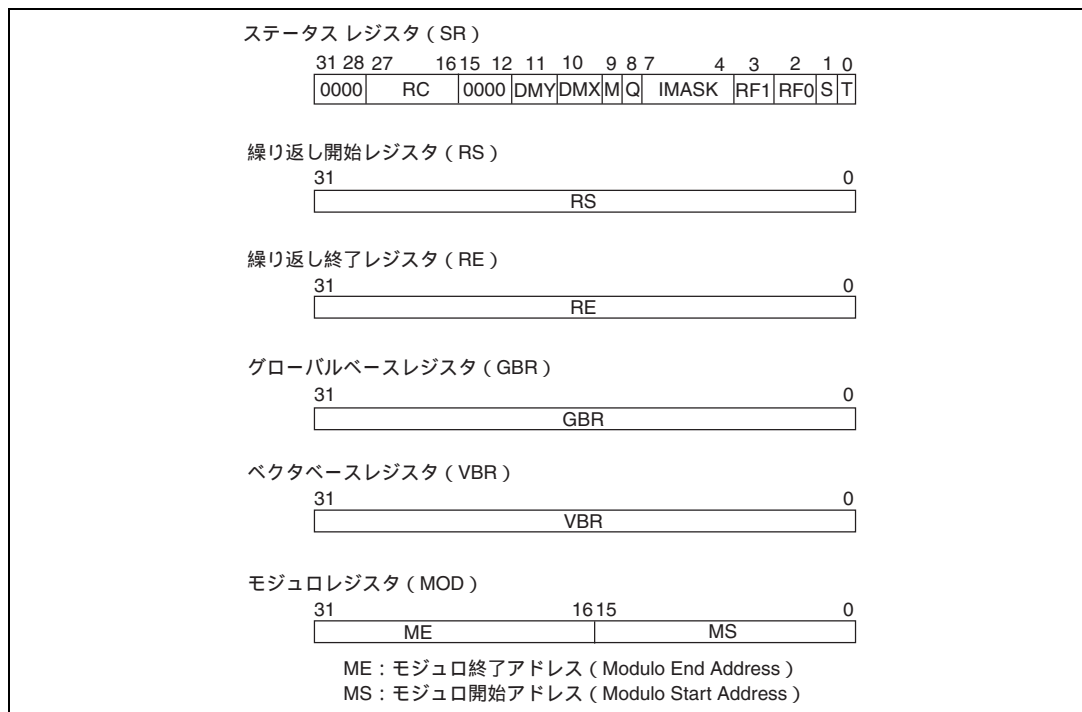 ステータス レジスタ（SR）
31 28 27 16 15 12 11 10 9 8 7 4 3 2 1 0
0000 RC 0000 DMY DMX M Q IMASK RF1 RF0 S T
繰り返し開始レジスタ（RS）
31 0
RS
繰り返し終了レジスタ（RE）
31 0
RE
グローバルベースレジスタ（GBR）
31 0
GBR
ベクタベースレジスタ（VBR）
31 0
VBR
モジュロレジスタ（MOD）
31 16 15 0
ME MS
ME：モジュロ終了アドレス（Modulo End Address）
MS：モジュロ開始アドレス（Modulo Start Address）